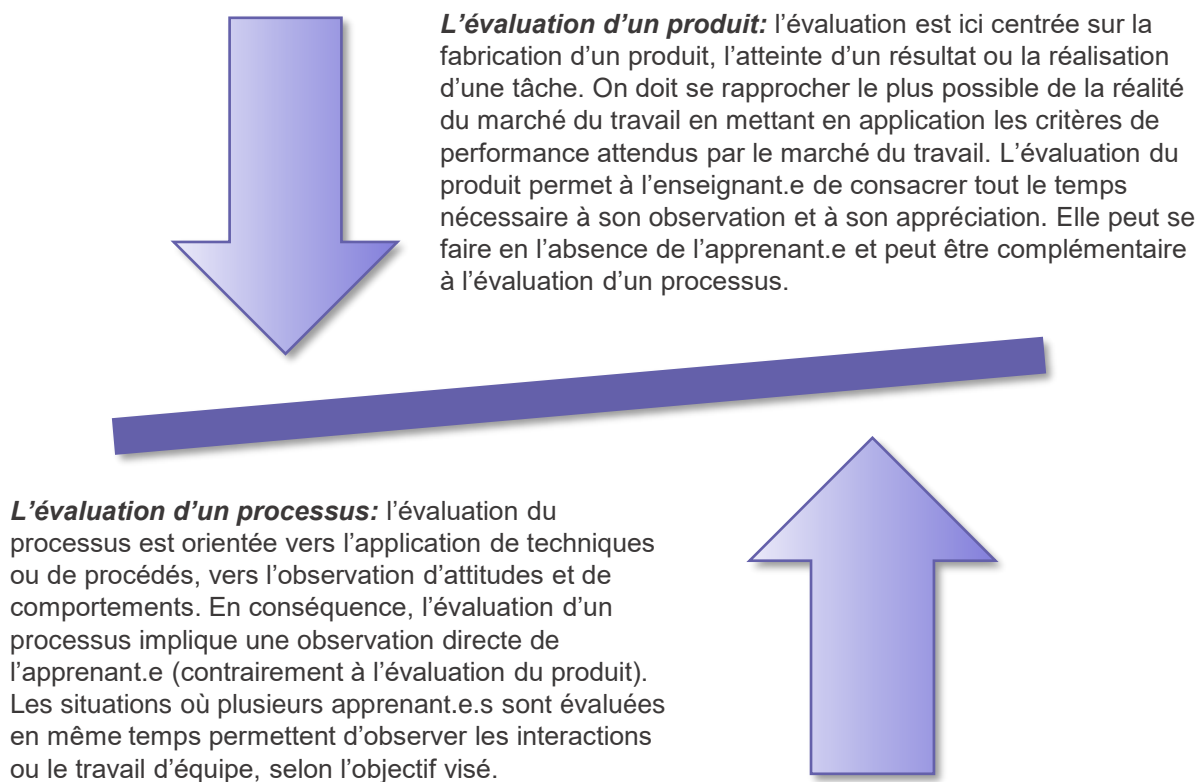 L’évaluation d’un produit: l’évaluation est ici centrée sur la
fabrication d’un produit, l’atteinte d’un résultat ou la réalisation
d’une tâche. On doit se rapprocher le plus possible de la réalité
du marché du travail en mettant en application les critères de
performance attendus par le marché du travail. L’évaluation du
produit permet à l’enseignant.e de consacrer tout le temps
nécessaire à son observation et à son appréciation. Elle peut se
faire en l’absence de l’apprenant.e et peut être complémentaire
à l’évaluation d’un processus.
L’évaluation d’un processus: l’évaluation du
processus est orientée vers l’application de techniques
ou de procédés, vers l’observation d’attitudes et de
comportements. En conséquence, l’évaluation d’un
processus implique une observation directe de
l’apprenant.e (contrairement à l’évaluation du produit).
Les situations où plusieurs apprenant.e.s sont évaluées
en même temps permettent d’observer les interactions
ou le travail d’équipe, selon l’objectif visé.